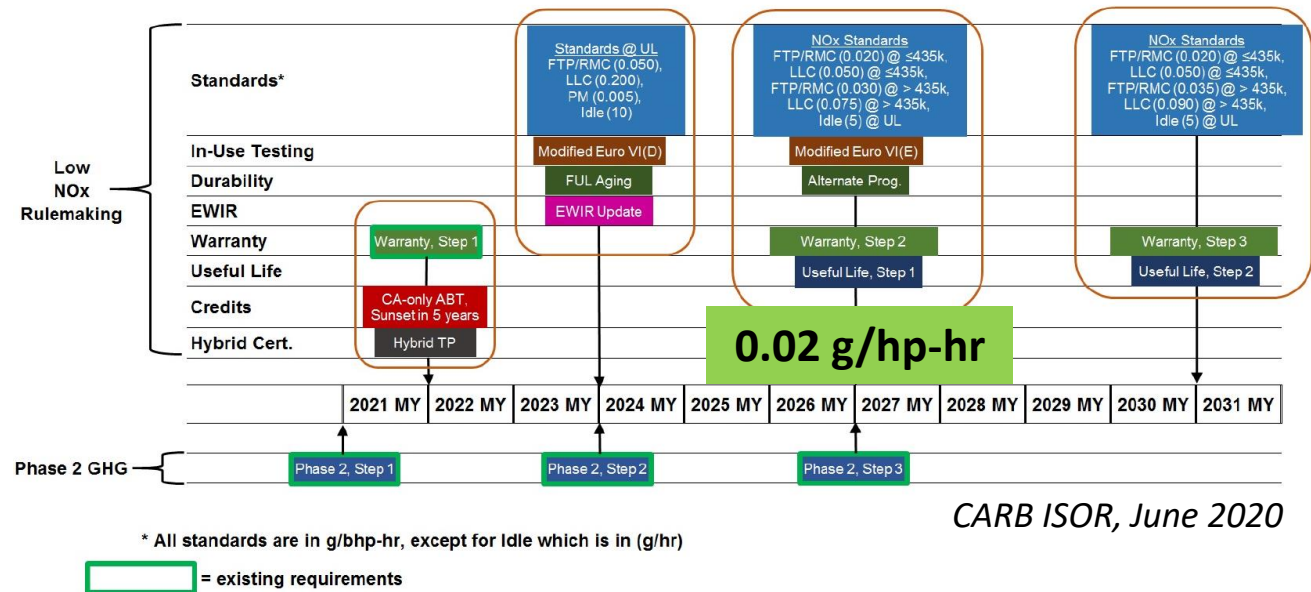 Standards*
Standards @ UL
FTP/RMC (0.050),
LLC (0.200),
PM (0.005),
Idle (10)
NOx Standards
FTP/RMC (0.020) @ ≤435k,
LLC (0.050) @ ≤435k,
FTP/RMC (0.030) @ > 435k,
LLC (0.075) @ > 435k,
Idle (5) @ UL
NOx Standards
FTP/RMC (0.020) @ ≤435k,
LLC (0.050) @ ≤435k,
FTP/RMC (0.035) @ > 435k,
LLC (0.090) @ > 435k,
Idle (5) @ UL
Low
NOx
Rulemaking
In-Use Testing
Modified Euro VI(D)
Modified Euro VI(E)
Durability
FUL Aging
Alternate Prog.
EWIR
EWIR Update
Warranty
Warranty, Step 1
Warranty, Step 2
Warranty, Step 3
Useful Life
Useful Life, Step 1
Useful Life, Step 2
Credits
CA-only ABT,
Sunset in 5 years
Hybrid Cert.
Hybrid TP
0.02 g/hp-hr
2021 MY 2022 MY 2023 MY 2024 MY 2025 MY 2026 MY 2027 MY 2028 MY 2029 MY 2030 MY 2031 MY
Phase 2 GHG
Phase 2, Step 1
Phase 2, Step2
Phase 2, Step 3
CARB ISOR, June 2020
* All standards are in g/bhp-hr, except for Idle which is in (g/hr)
= existing requirements